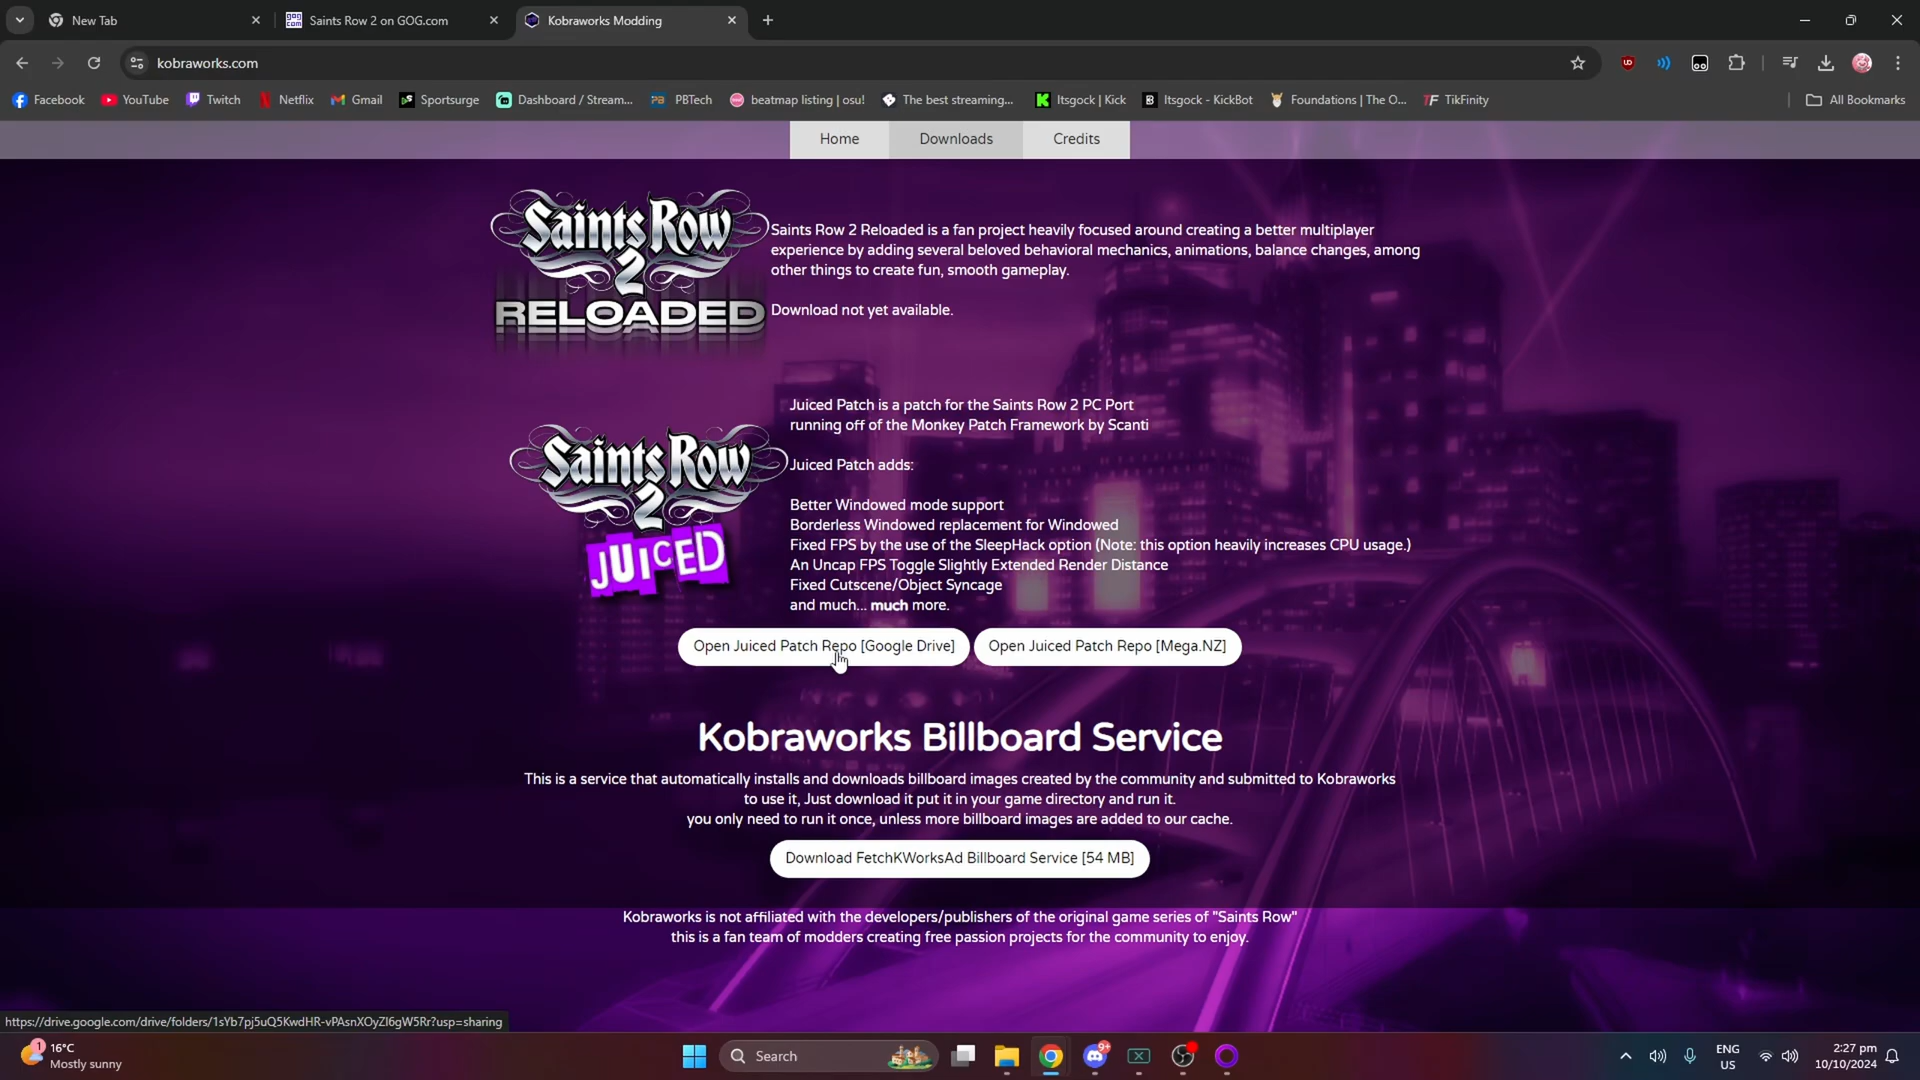 New Tab
Saints Row 2 on GOG.com
Kobraworks Modding
kobraworks.com
Facebook
YouTube
Twitch
Netflix
Gmail
Sportsurge
Dashboard / Stream...
PBTech
beatmap listing | osu!
The best streaming...
Itsgock | Kick
Itsgock - KickBot
Foundations | The O...
TikFinity
All Bookmarks
Home
Downloads
Credits
Saints Row
2
RELOADED
Saints Row 2 Reloaded is a fan project heavily focused around creating a better multiplayer
experience by adding several beloved behavioral mechanics, animations, balance changes, among
other things to create fun, smooth gameplay.
Download not yet available.
Saints Row
2
JUICED
Juiced Patch is a patch for the Saints Row 2 PC Port
running off of the Monkey Patch Framework by Scanti
Juiced Patch adds:
Better Windowed mode support
Borderless Windowed replacement for Windowed
Fixed FPS by the use of the SleepHack option (Note: this option heavily increases CPU usage.)
An Uncap FPS Toggle Slightly Extended Render Distance
Fixed Cutscene/Object Syncage
and much... much more.
Open Juiced Patch Repo [Google Drive]
Open Juiced Patch Repo [Mega.NZ]
Kobraworks Billboard Service
This is a service that automatically installs and downloads billboard images created by the community and submitted to Kobraworks
to use it, Just download it put it in your game directory and run it.
you only need to run it once, unless more billboard images are added to our cache.
Download FetchKWorksAd Billboard Service [54 MB]
Kobraworks is not affiliated with the developers/publishers of the original game series of "Saints Row"
this is a fan team of modders creating free passion projects for the community to enjoy.
https://drive.google.com/drive/folders/1sYb7pj5uQ5KwdHR-vPAsnXOyZl6gW5Rr?usp=sharing
1
16°C
Mostly sunny
Search
9+
ENG
US
2:27 pm
10/10/2024